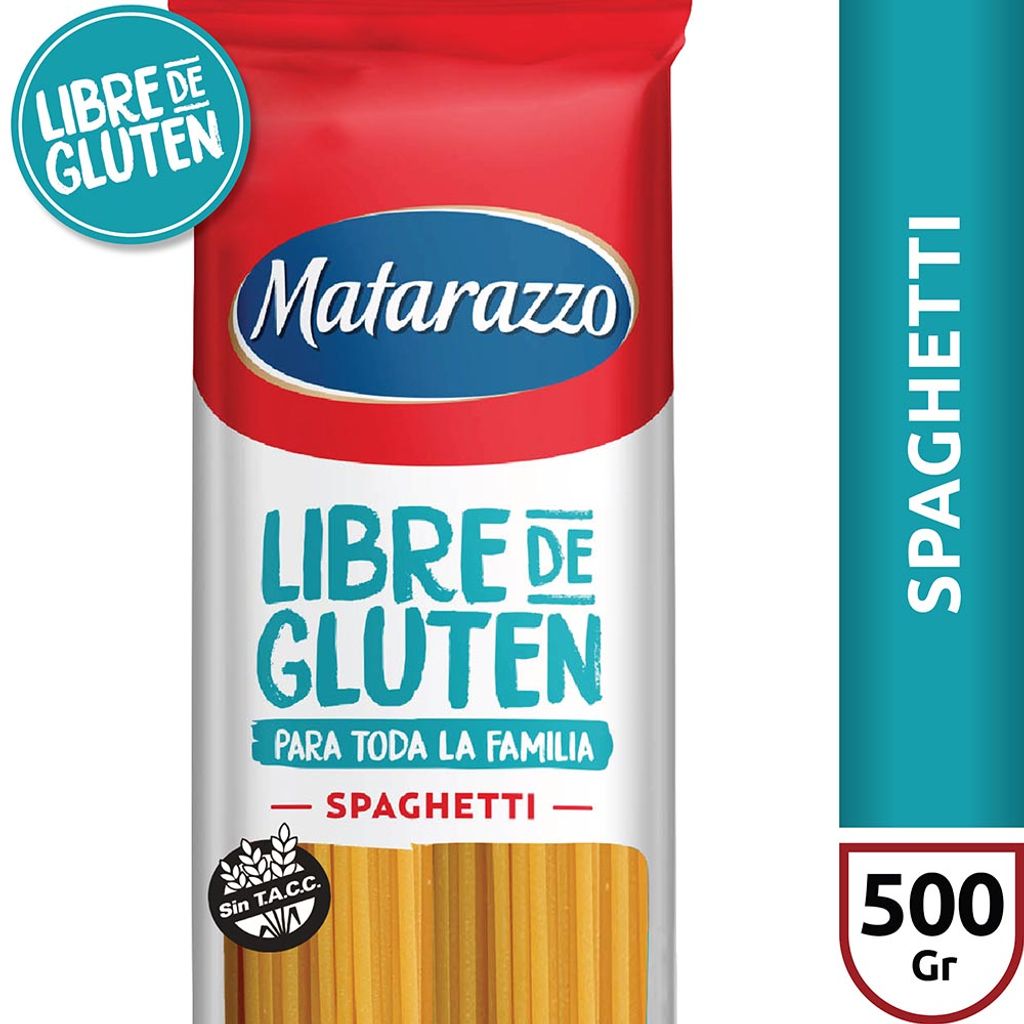 LIBRE DE
GLUTEN
Matarazzo
LIBRE DE
GLUTEN
PARA TODA LA FAMILIA
SPAGHETTI
Sin T.A.C.C.
SPAGHETTI
500
Gr